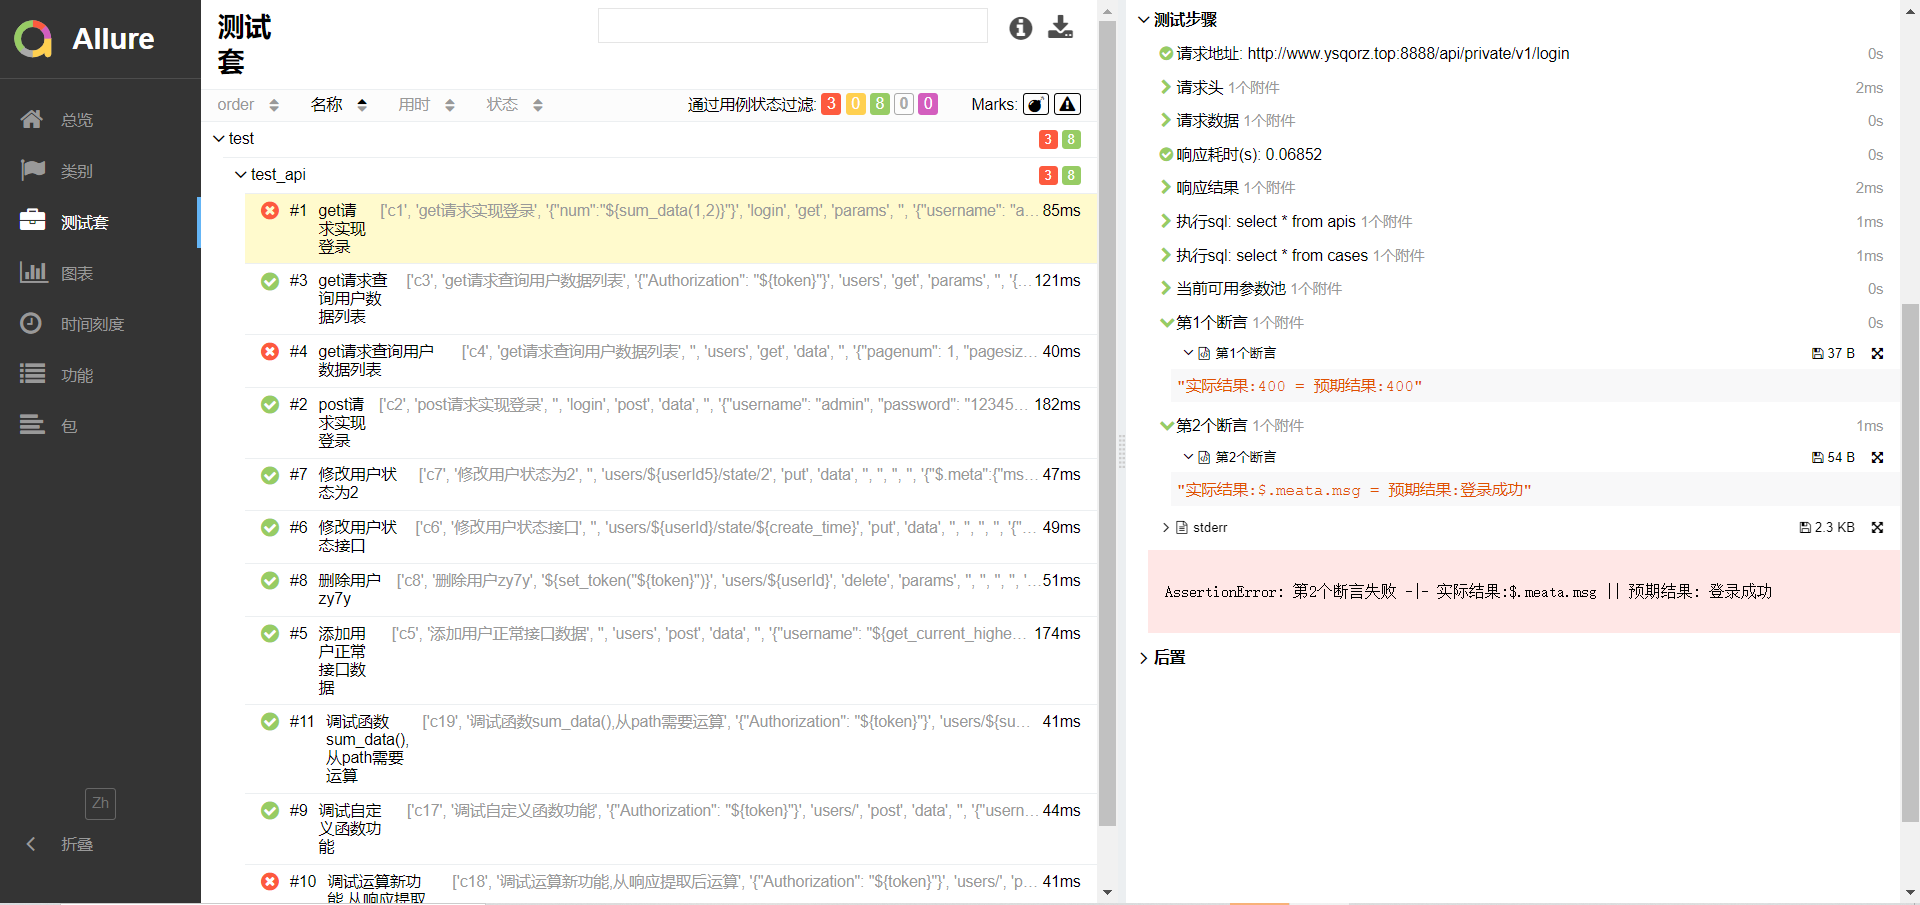 Allure
总览
类别
测试套
图表
时间刻度
功能
包
Zh
折叠
测试
套
order 名称 用时 状态 通过用例状态过滤: 3 0 8 0 0 Marks:
test 3 8
test_api 3 8
#1 get请 ['c1', 'get请求实现登录', '{"num":"${sum_data(1,2)}"}', 'login', 'get', 'params', '', '{"username": "a... 85ms
求实现
登录
#3 get请求查 ['c3', 'get请求查询用户数据列表', '{"Authorization": "${token}"}', 'users', 'get', 'params', '', '{... 121ms
询用户数
据列表
#4 get请求查询用户 ['c4', 'get请求查询用户数据列表', '', 'users', 'get', 'data', '', '{"pagenum": 1, "pagesiz... 40ms
数据列表
#2 post请 ['c2', 'post请求实现登录', '', 'login', 'post', 'data', '', '{"username": "admin", "password": "12345... 182ms
求实现
登录
#7 修改用户状 ['c7', '修改用户状态为2', '', 'users/${userId5}/state/2', 'put', 'data', '', '', '', '', '{"$.meta":{"ms... 47ms
态为2
#6 修改用户状 ['c6', '修改用户状态接口', '', 'users/${userId}/state/${create_time}', 'put', 'data', '', '', '', '', '{"... 49ms
态接口
#8 删除用户 ['c8', '删除用户zy7y', '${set_token("${token}")}', 'users/${userId}', 'delete', 'params', '', '', '', '', '... 51ms
zy7y
#5 添加用 ['c5', '添加用户正常接口数据', '', 'users', 'post', 'data', '', '{"username": "${get_current_highe... 174ms
户正常
接口数
据
#11 调试函数 ['c19', '调试函数sum_data(),从path需要运算', '{"Authorization": "${token}"}', 'users/${su... 41ms
sum_data(),
从path需要
运算
#9 调试自定 ['c17', '调试自定义函数功能', '{"Authorization": "${token}"}', 'users/', 'post', 'data', '', '{"usern... 44ms
义函数功
能
#10 调试运算新功 ['c18', '调试运算新功能,从响应提取后运算', '{"Authorization": "${token}"}', 'users/', 'p... 41ms
能,从响应提取
测试步骤
请求地址: http://www.ysqorz.top:8888/api/private/v1/login 0s
请求头 1个附件 2ms
请求数据 1个附件 0s
响应耗时(s): 0.06852 0s
响应结果 1个附件 2ms
执行sql: select * from apis 1个附件 1ms
执行sql: select * from cases 1个附件 1ms
当前可用参数池 1个附件 0s
第1个断言 1个附件 0s
第1个断言 37 B
"实际结果:400 = 预期结果:400"
第2个断言 1个附件 1ms
第2个断言 54 B
"实际结果:$.meata.msg = 预期结果:登录成功"
stderr 2.3 KB
AssertionError: 第2个断言失败 -|- 实际结果:$.meata.msg || 预期结果: 登录成功
后置